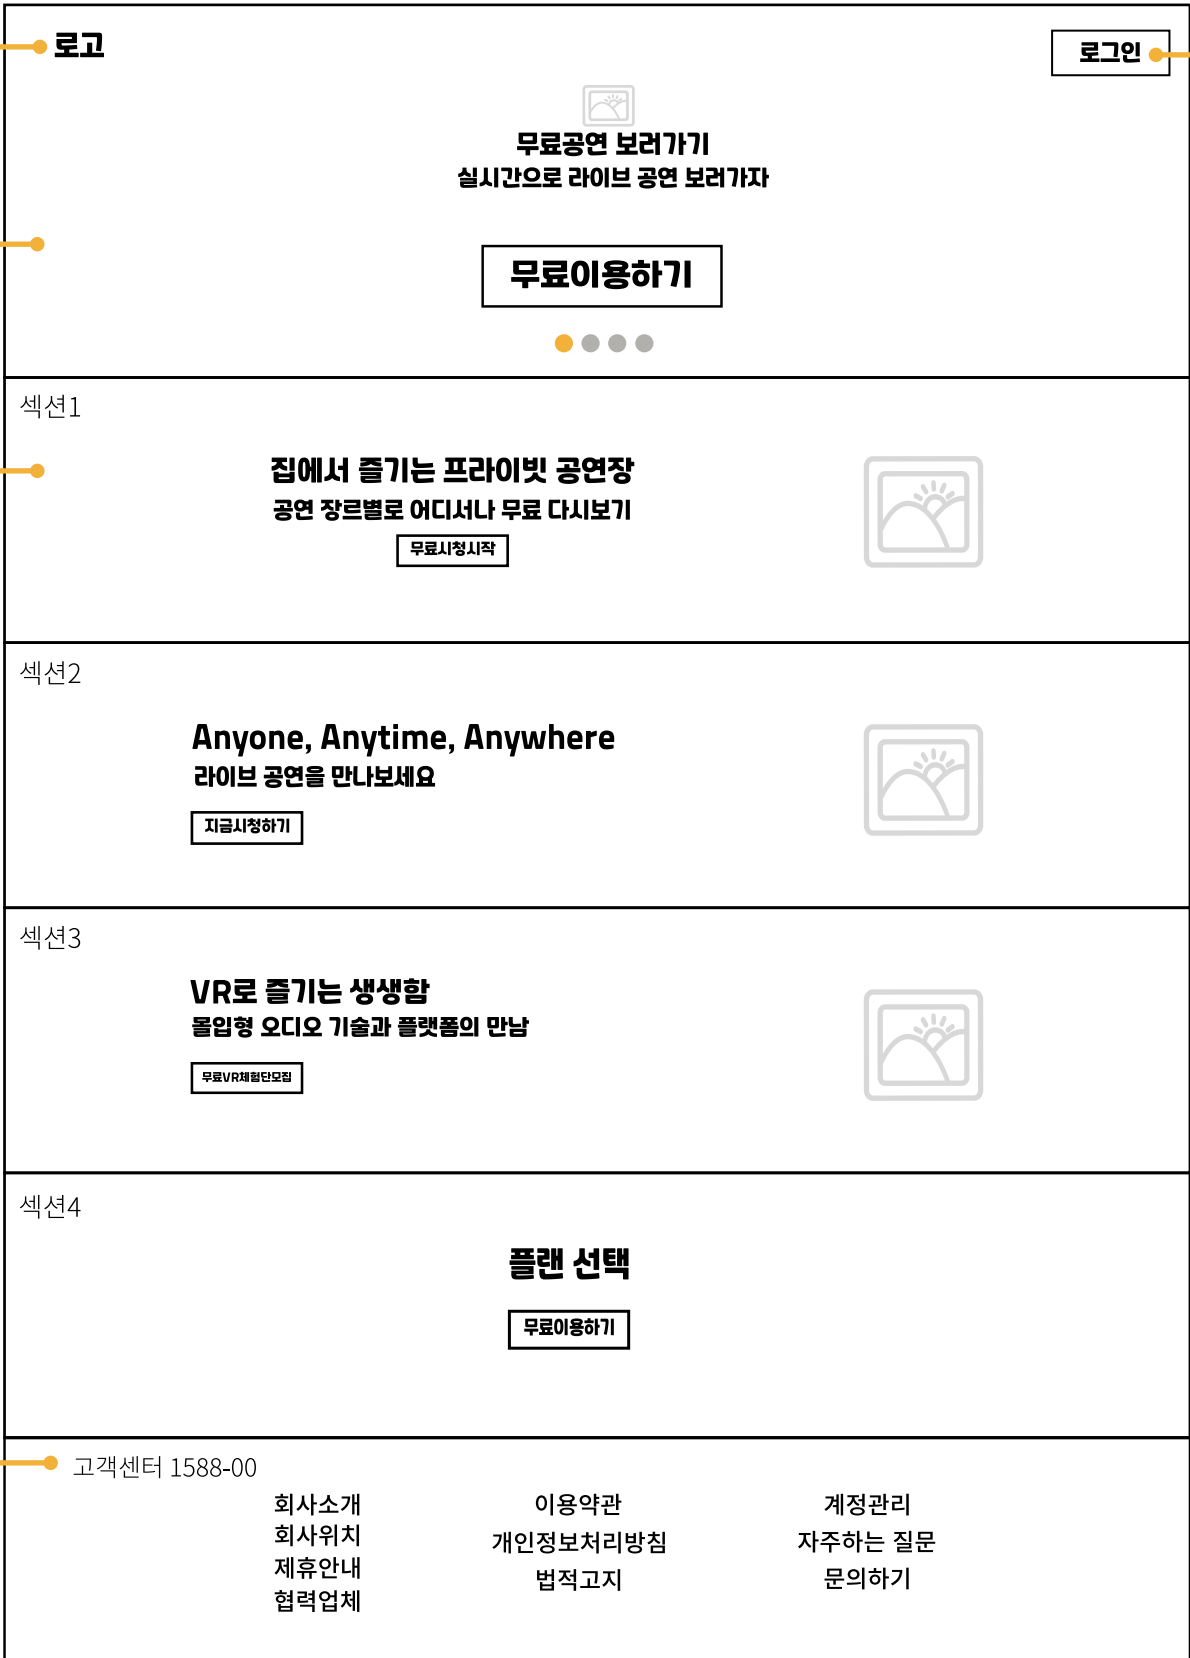 로고
로그인
무료공연 보러가기
실시간으로 라이브 공연 보러가자
무료이용하기
섹션1
집에서 즐기는 프라이빗 공연장
공연 장르별로 어디서나 무료 다시보기
무료시청시작
섹션2
Anyone, Anytime, Anywhere
라이브 공연을 만나보세요
지금시청하기
섹션3
VR로 즐기는 생생함
몰입형 오디오 기술과 플랫폼의 만남
무료VR체험단모집
섹션4
플랜 선택
무료이용하기
고객센터 1588-00
회사소개
회사위치
제휴안내
협력업체
이용약관
개인정보처리방침
법적고지
계정관리
자주하는 질문
문의하기